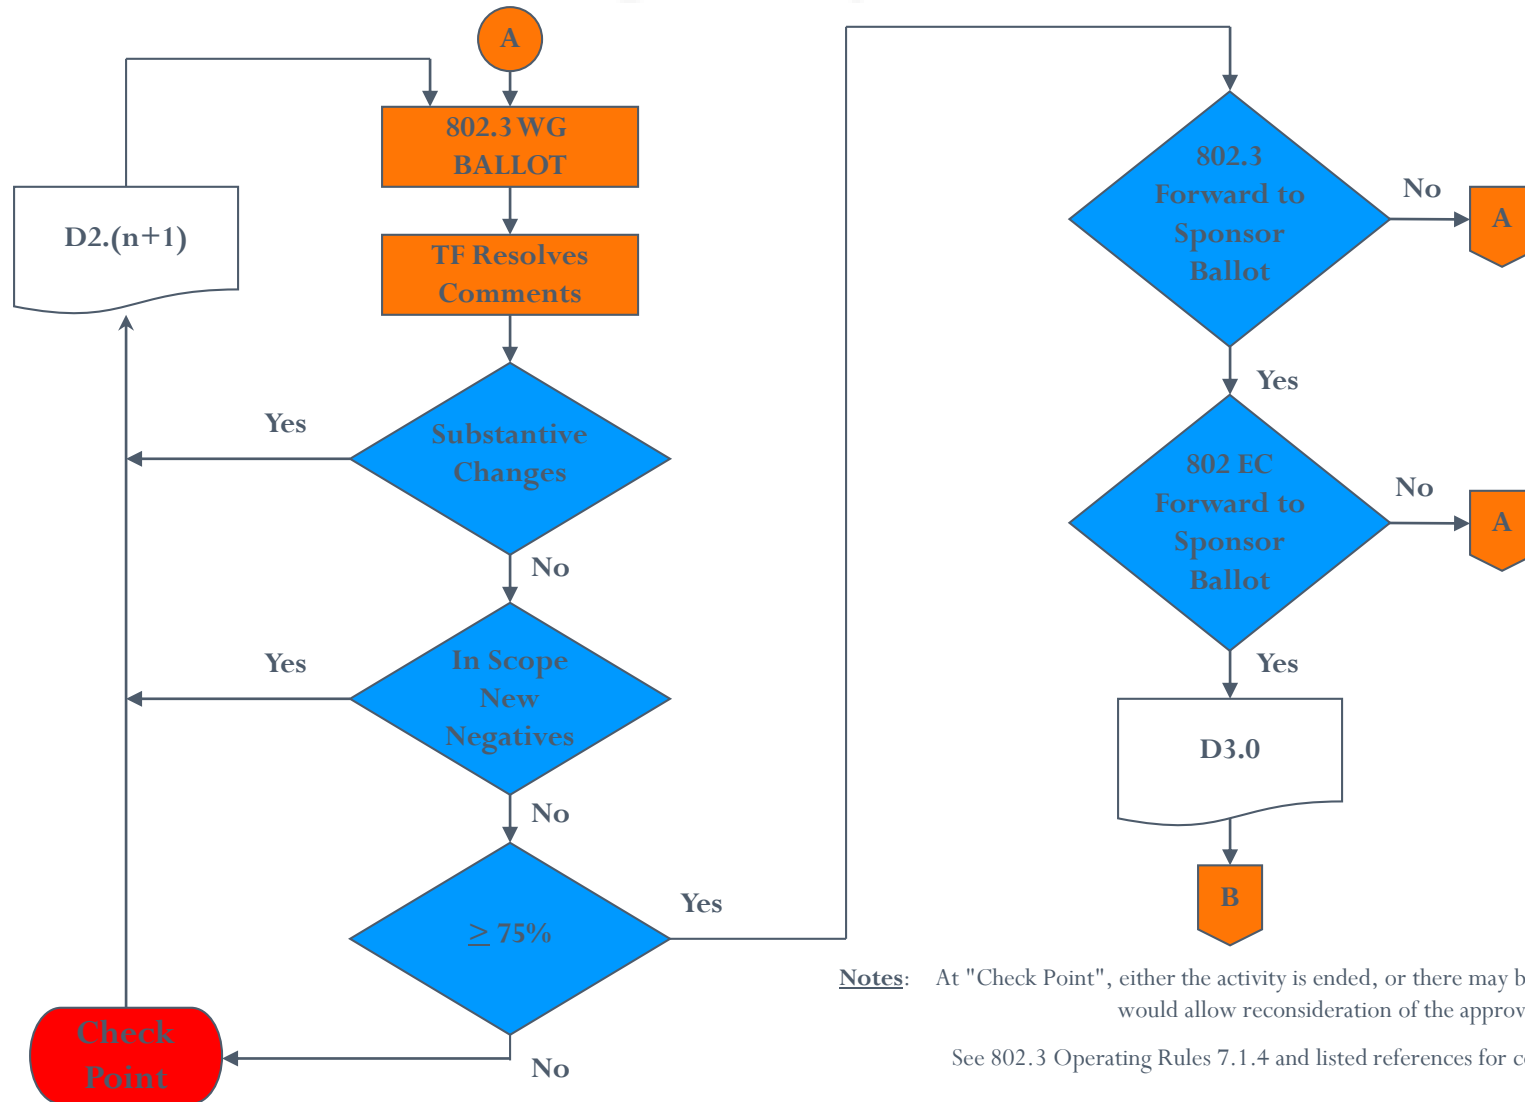 A
802.3 WG
BALLOT
D2.(n+1)
TF Resolves
Comments
Yes
Substantive
Changes
No
Yes
In Scope
New
Negatives
No
≥ 75%
Yes
Check
Point
No
802.3
Forward to
Sponsor
Ballot
No
A
Yes
802 EC
Forward to
Sponsor
Ballot
No
A
Yes
D3.0
B
Notes: At "Check Point", either the activity is ended, or there may
would allow reconsideration of the
See 802.3 Operating Rules 7.1.4 and listed references for